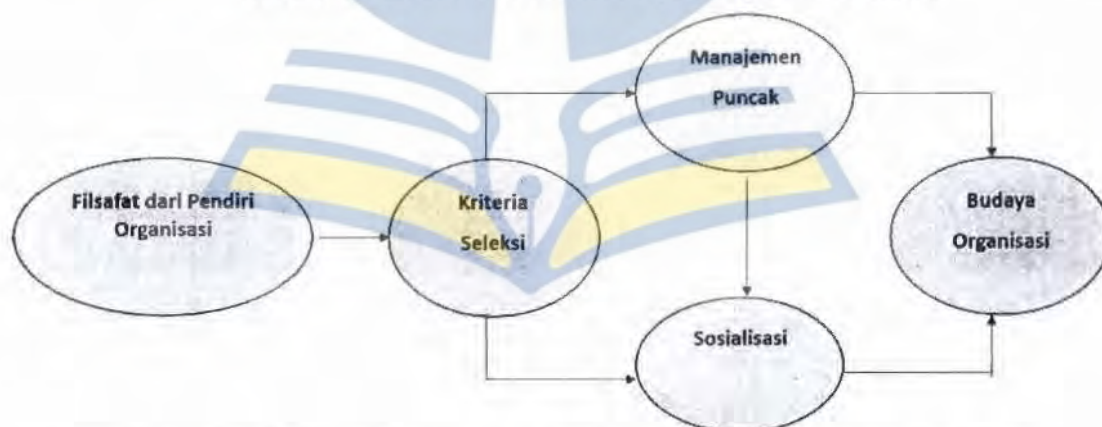 Manajemen
Puncak
Filsafat dari Pendiri
Organisasi
Kriteria
Seleksi
Budaya
Organisasi
Sosialisasi